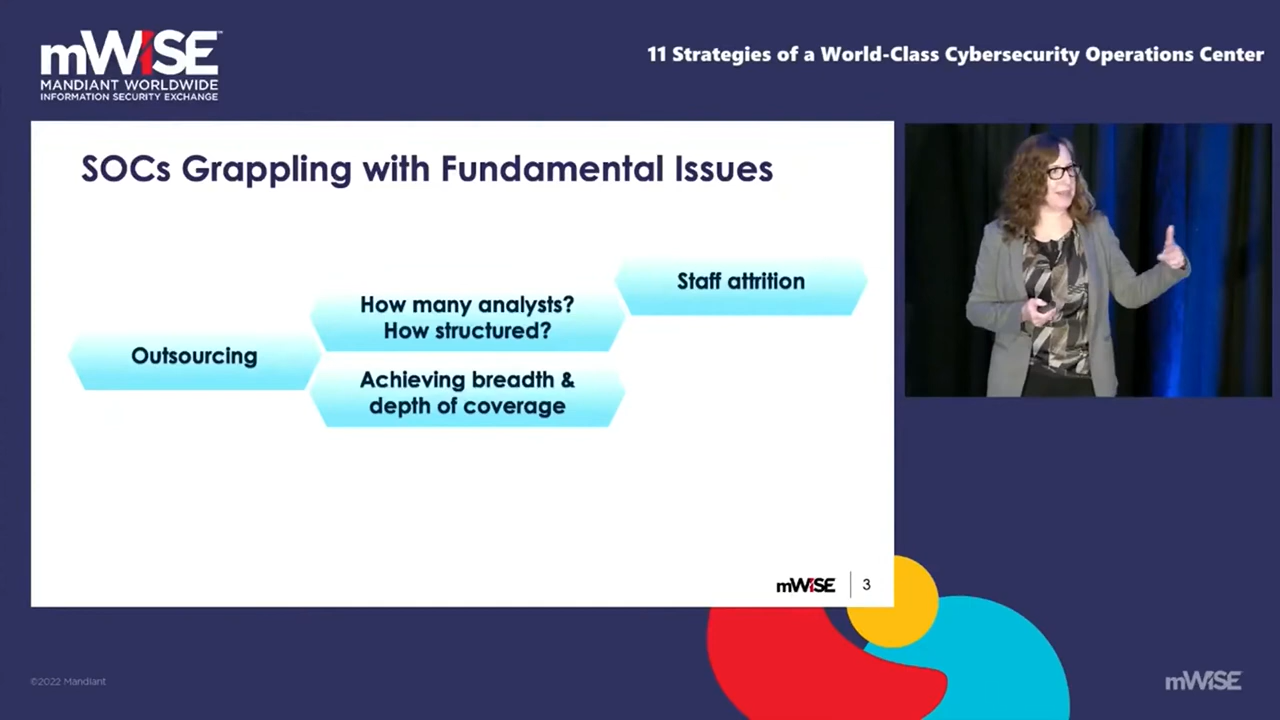 mWISE™
MANDIANT WORLDWIDE
INFORMATION SECURITY EXCHANGE
11 Strategies of a World-Class Cybersecurity Operations Center
SOCs Grappling with Fundamental Issues
Staff attrition
How many analysts?
How structured?
Outsourcing
Achieving breadth &
depth of coverage
mWISE 3
©2022 Mandiant
mWISE